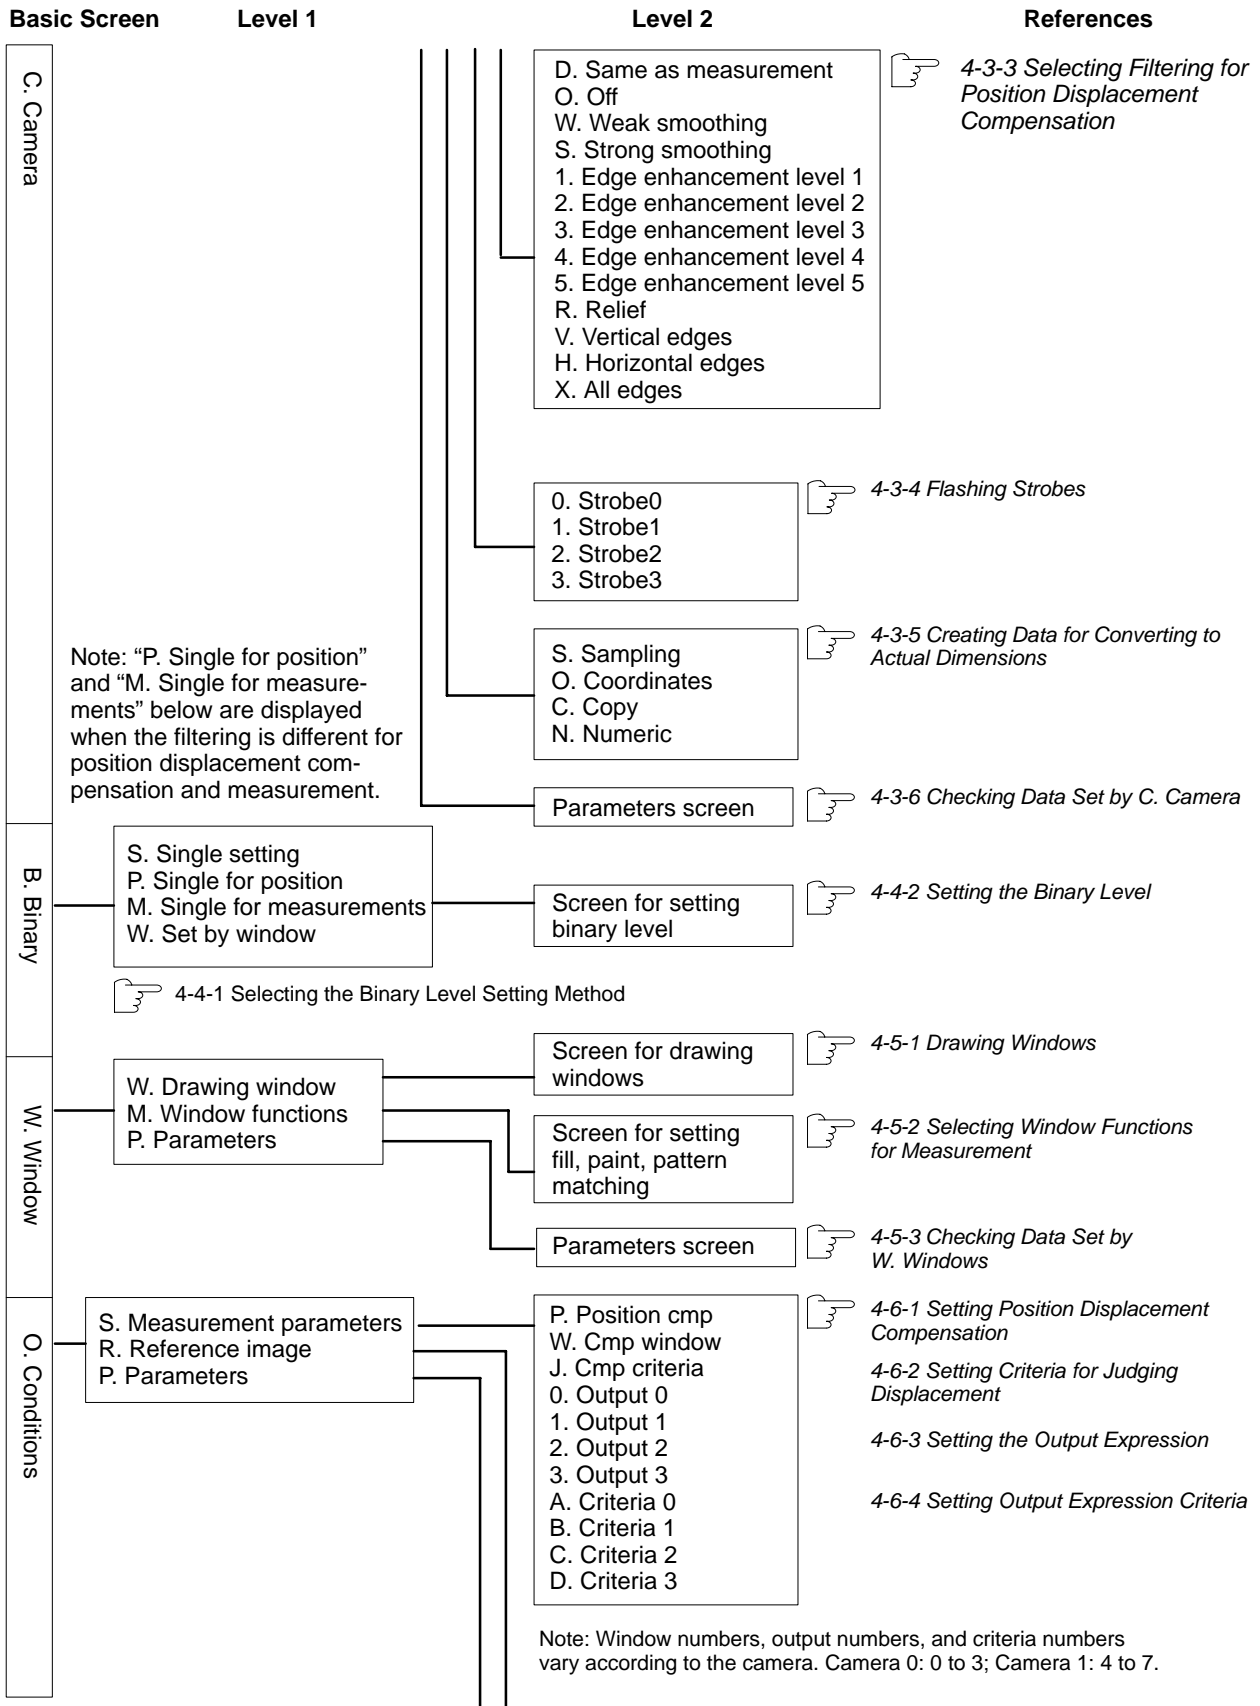 Basic Screen Level 1 Level 2 References
C. Camera
D. Same as measurement
O. Off
W. Weak smoothing
S. Strong smoothing
1. Edge enhancement level 1
2. Edge enhancement level 2
3. Edge enhancement level 3
4. Edge enhancement level 4
5. Edge enhancement level 5
R. Relief
V. Vertical edges
H. Horizontal edges
X. All edges
4-3-3 Selecting Filtering for
Position Displacement
Compensation
0. Strobe0
1. Strobe1
2. Strobe2
3. Strobe3
4-3-4 Flashing Strobes
Note: “P. Single for position”
and “M. Single for measure-
ments” below are displayed
when the filtering is different for
position displacement com-
pensation and measurement.
S. Sampling
O. Coordinates
C. Copy
N. Numeric
4-3-5 Creating Data for Converting to
Actual Dimensions
Parameters screen
4-3-6 Checking Data Set by C. Camera
B. Binary
S. Single setting
P. Single for position
M. Single for measurements
W. Set by window
Screen for setting
binary level
4-4-2 Setting the Binary Level
4-4-1 Selecting the Binary Level Setting Method
W. Window
W. Drawing window
M. Window functions
P. Parameters
Screen for drawing
windows
4-5-1 Drawing Windows
Screen for setting
fill, paint, pattern
matching
4-5-2 Selecting Window Functions
for Measurement
Parameters screen
4-5-3 Checking Data Set by
W. Windows
O. Conditions
S. Measurement parameters
R. Reference image
P. Parameters
P. Position cmp
W. Cmp window
J. Cmp criteria
0. Output 0
1. Output 1
2. Output 2
3. Output 3
A. Criteria 0
B. Criteria 1
C. Criteria 2
D. Criteria 3
4-6-1 Setting Position Displacement
Compensation
4-6-2 Setting Criteria for Judging
Displacement
4-6-3 Setting the Output Expression
4-6-4 Setting Output Expression Criteria
Note: Window numbers, output numbers, and criteria numbers
vary according to the camera. Camera 0: 0 to 3; Camera 1: 4 to 7.